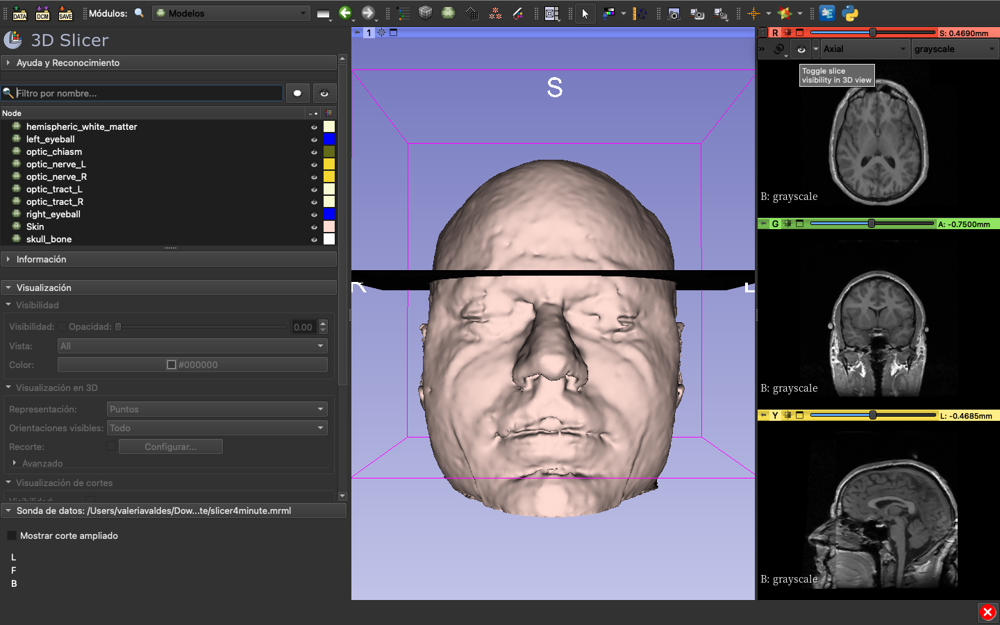 DATA
DCM
SAVE
Módulos:
Modelos
3D Slicer
Ayuda y Reconocimiento
Filtro por nombre...
Node
hemispheric_white_matter
left_eyeball
optic_chiasm
optic_nerve_L
optic_nerve_R
optic_tract_L
optic_tract_R
right_eyeball
Skin
skull_bone
Información
Visualización
Visibilidad
Visibilidad: Opacidad: 0.00
Vista: All
Color: #000000
Visualización en 3D
Representación: Puntos
Orientaciones visibles: Todo
Recorte: Configurar...
Avanzado
Visualización de cortes
Visibilidad:
Sonda de datos: /Users/valeriavaldes/Dow...te/slicer4minute.mrml
Mostrar corte ampliado
L
F
B
1
S
R
L
R S: 0.4690mm
Axial grayscale
Toggle slice
visibility in 3D view
B: grayscale
G A: -0.7500mm
B: grayscale
Y L: -0.4685mm
B: grayscale